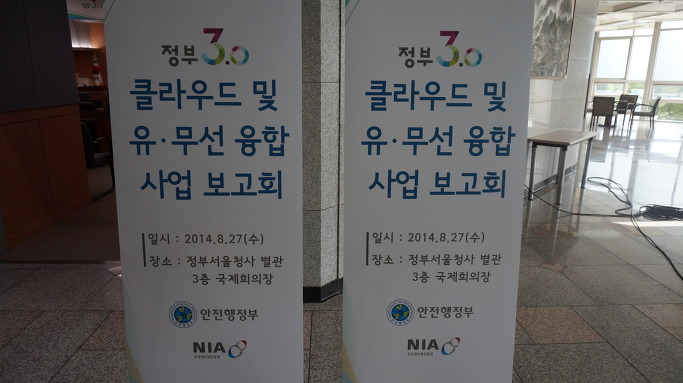 정부3.0
클라우드 및
유·무선 융합
사업 보고회
일시 : 2014.8.27(수)
장소 : 정부서울청사 별관
3층 국제회의장
안전행정부
NIA
정부3.0
클라우드 및
유·무선 융합
사업 보고회
일시 : 2014.8.27(수)
장소 : 정부서울청사 별관
3층 국제회의장
안전행정부
NIA